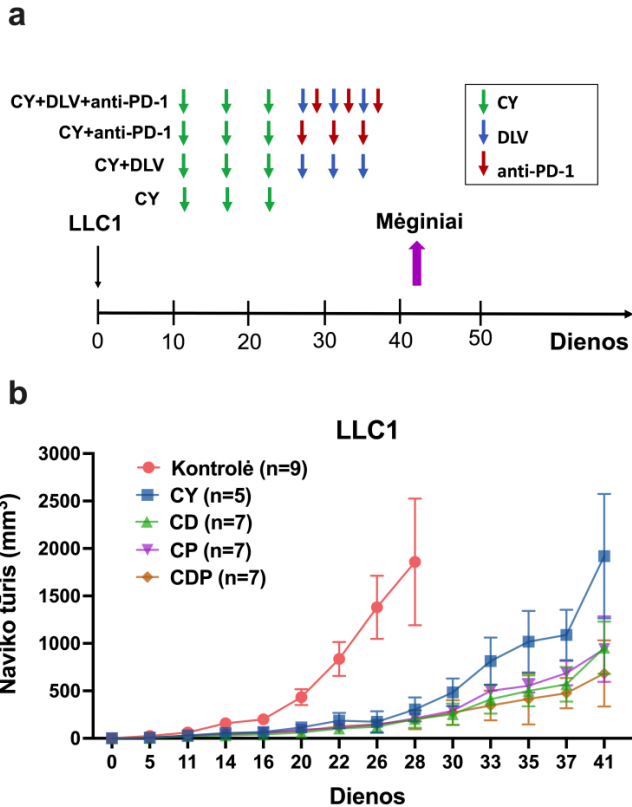 a
CY+DLV+anti-PD-1
CY+anti-PD-1
CY+DLV
CY
CY
DLV
anti-PD-1
LLC1
Mėginiai
0 10 20 30 40 50 Dienos
b
LLC1
Naviko tūris (mm³)
3000
2500
2000
1500
1000
500
0
Kontrolė (n=9)
CY (n=5)
CD (n=7)
CP (n=7)
CDP (n=7)
0 5 11 14 16 20 22 26 28 30 33 35 37 41
Dienos